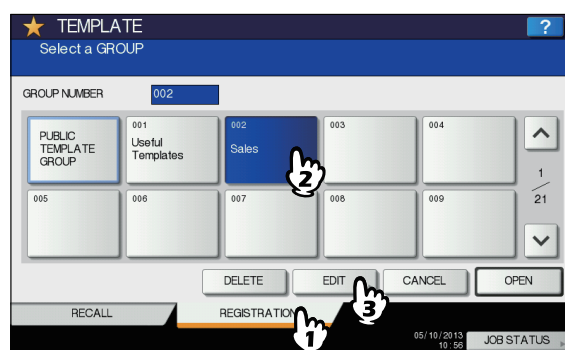 TEMPLATE
?
Select a GROUP
GROUP NUMBER 002
PUBLIC
TEMPLATE
GROUP
001
Useful
Templates
002
Sales
003
004
1
21
005
006
007
008
009
DELETE
EDIT
CANCEL
OPEN
2
3
RECALL
REGISTRATION
1
05/10/2013
10:56
JOB STATUS